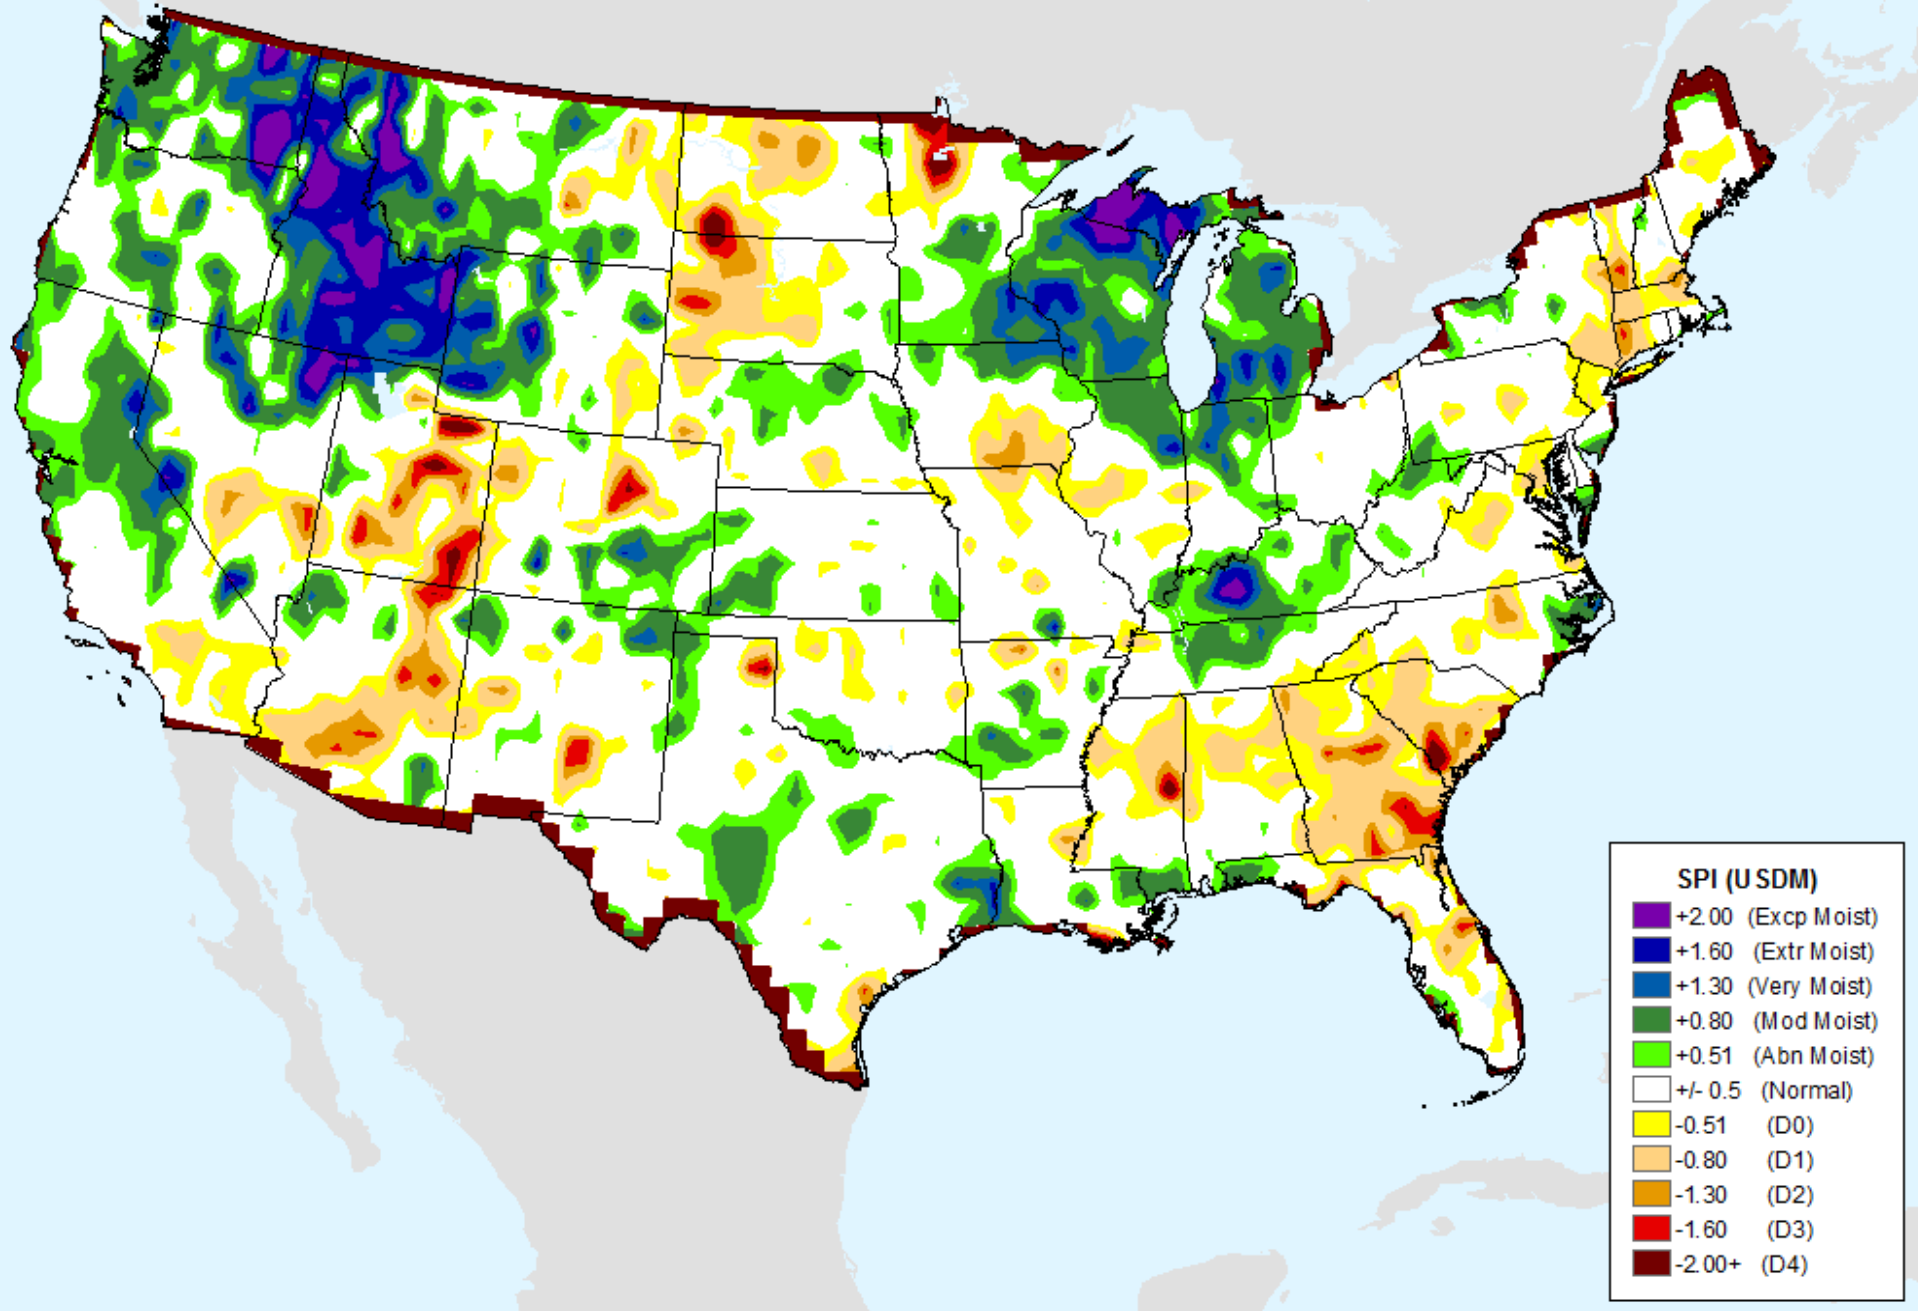 SPI (USDM)
+2.00 (Excp Moist)
+1.60 (Extr Moist)
+1.30 (Very Moist)
+0.80 (Mod Moist)
+0.51 (Abn Moist)
+/- 0.5 (Normal)
-0.51 (D0)
-0.80 (D1)
-1.30 (D2)
-1.60 (D3)
-2.00+ (D4)